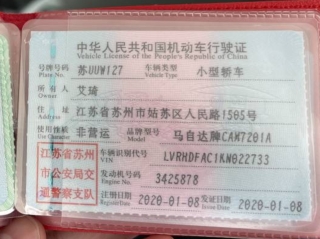 中华人民共和国机动车行驶证
Vehicle License of the People's Republic of China
号牌号码 Plate No. 苏UUW127 车辆类型 Vehicle Type 小型轿车
所有人 Owner 艾琦
住址 Address 江苏省苏州市姑苏区人民路1505号
使用性质 Use Character 非营运 品牌型号 Model 马自达牌CAM7201A
车辆识别代号 VIN LVRHDFAC1KN022733
发动机号码 Engine No. 3425878
注册日期 Register Date 2020-01-08 发证日期 Issue Date 2020-01-08
江苏省苏州
市公安局交
通警察支队